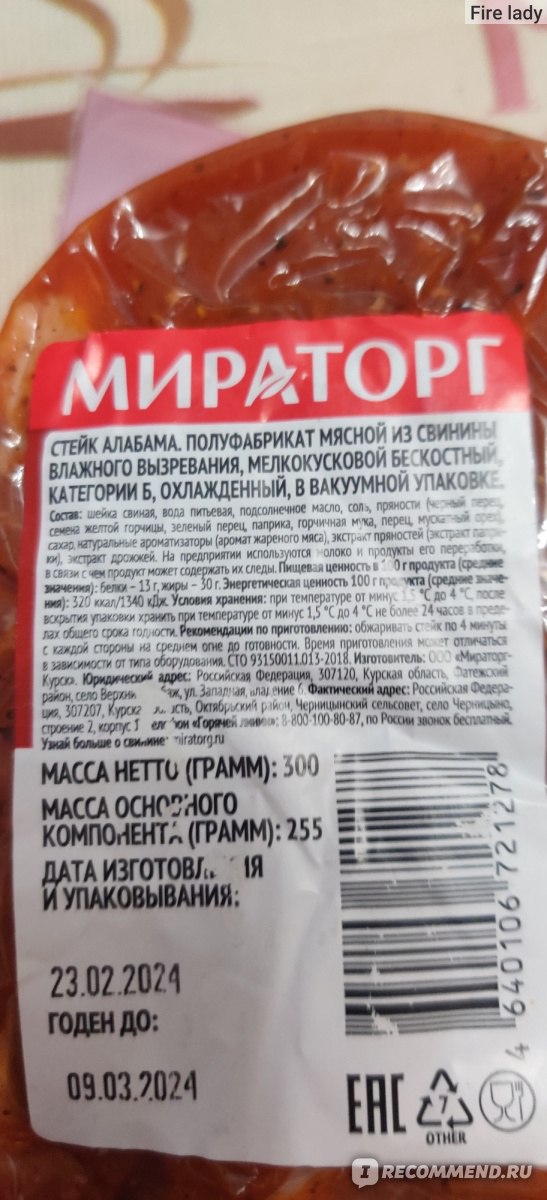 Fire lady
МИРАТОРГ
СТЕЙК АЛАБАМА. ПОЛУФАБРИКАТ МЯСНОЙ ИЗ СВИНИНЫ
ВЛАЖНОГО ВЫЗРЕВАНИЯ, МЕЛКОКУСКОВОЙ БЕСКОСТНЫЙ,
КАТЕГОРИИ Б, ОХЛАЖДЕННЫЙ, В ВАКУУМНОЙ УПАКОВКЕ.
Состав: шейка свиная, вода питьевая, подсолнечное масло, соль, пряности (черный перец,
семена желтой горчицы, зеленый перец, паприка, горчичная мука, перец, мускатный орех
сахар, натуральные ароматизаторы (аромат жареного мяса), экстракт пряностей (экстракт
ки), экстракт дрожжей. На предприятии используются молоко и продукты его переработки,
в связи с чем продукт может содержать их следы. Пищевая ценность в 100 г продукта (средние
значения): белки – 13 г, жиры – 30 г. Энергетическая ценность 100 г продукта (средние значе-
ния): 320 ккал/1340 кДж. Условия хранения: при температуре от минус 1,5 °С до 4 °С, после
вскрытия упаковки хранить при температуре от минус 1,5 °С до 4 °С не более 24 часов в преде-
лах общего срока годности. Рекомендации по приготовлению: обжаривать стейк по 4 минуты
с каждой стороны на среднем огне до готовности. Время приготовления может отличаться
в зависимости от типа оборудования. СТО 93150011.013-2018. Изготовитель: ООО «Мираторг-
Курск». Юридический адрес: Российская Федерация, 307120, Курская область, Фатежский
район, село Верхни ул. Западная, владение 6. Фактический адрес: Российская Федера-
ция, 307207, Курска Октябрьский район, Черницынский сельсовет, село Черницыно,
строение 2, корпус «Горячей линии»: 8-800-100-80-87, по России звонок бесплатный.
Узнай больше о свинине: miratorg.ru
МАССА НЕТТО (ГРАММ): 300
МАССА ОСНОВНОГО
КОМПОНЕНТА (ГРАММ): 255
ДАТА ИЗГОТОВЛЕНИЯ
И УПАКОВЫВАНИЯ:
23.02.2024
ГОДЕН ДО:
09.03.2024
4 640106 721278
EAC
7
OTHER
IRECOMMEND.RU